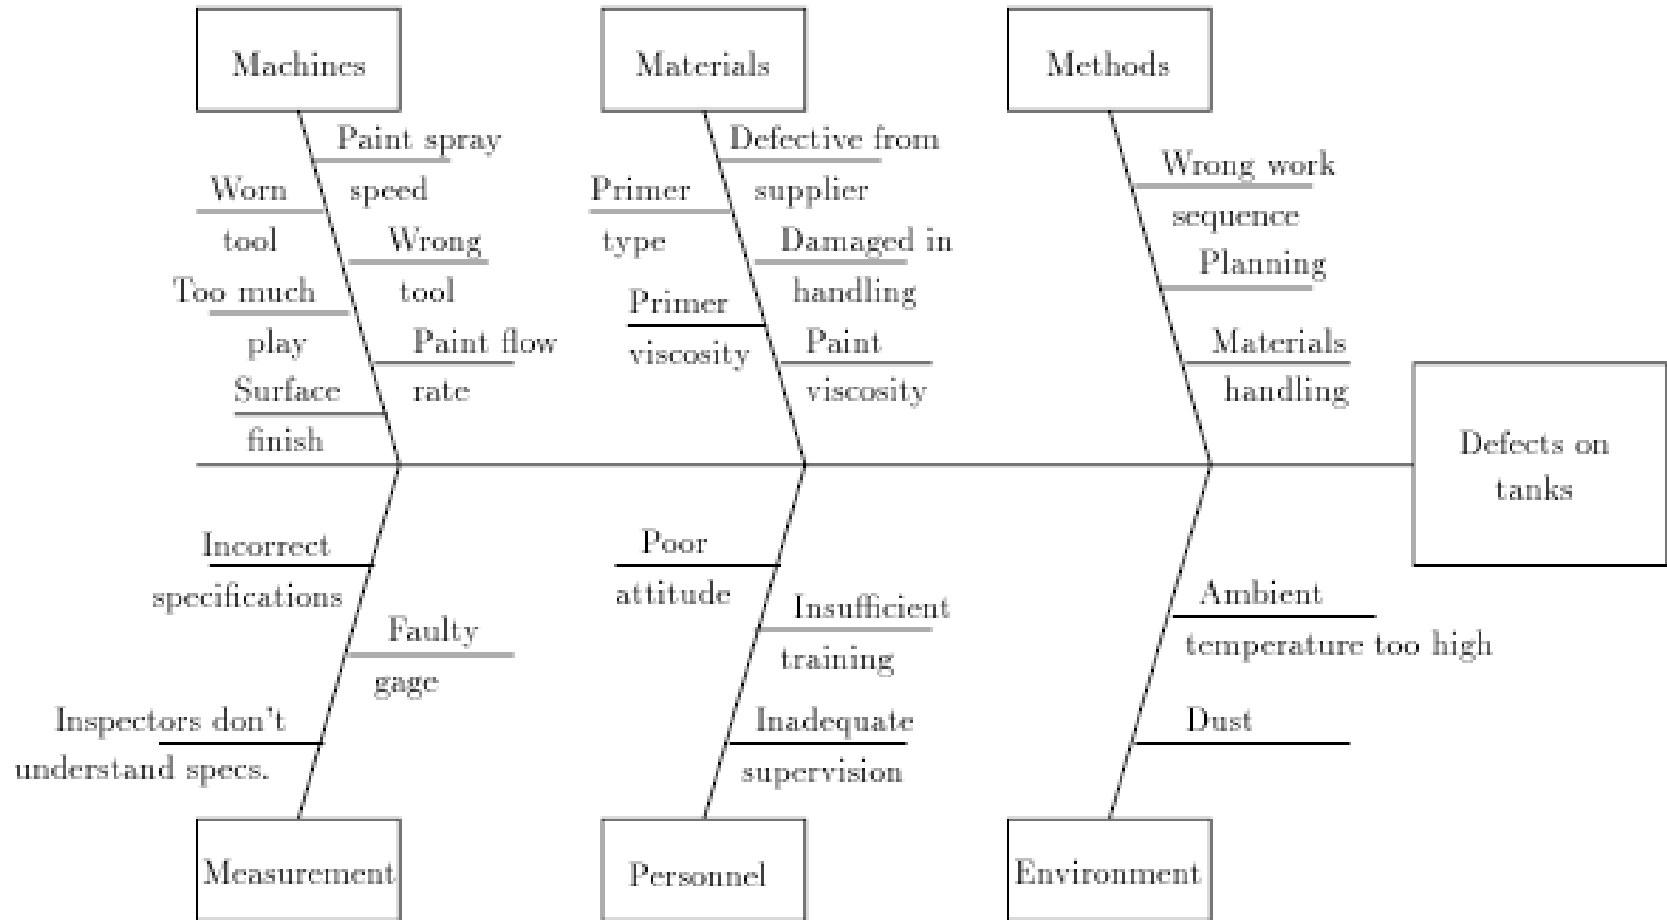 Machines
Materials
Methods
Paint spray
speed
Worn
tool
Wrong
tool
Too much
play
Paint flow
rate
Surface
finish
Defective from
supplier
Primer
type
Damaged in
handling
Primer
viscosity
Paint
viscosity
Wrong work
sequence
Planning
Materials
handling
Defects on
tanks
Incorrect
specifications
Faulty
gage
Inspectors don't
understand specs.
Poor
attitude
Insufficient
training
Inadequate
supervision
Ambient
temperature too high
Dust
Measurement
Personnel
Environment